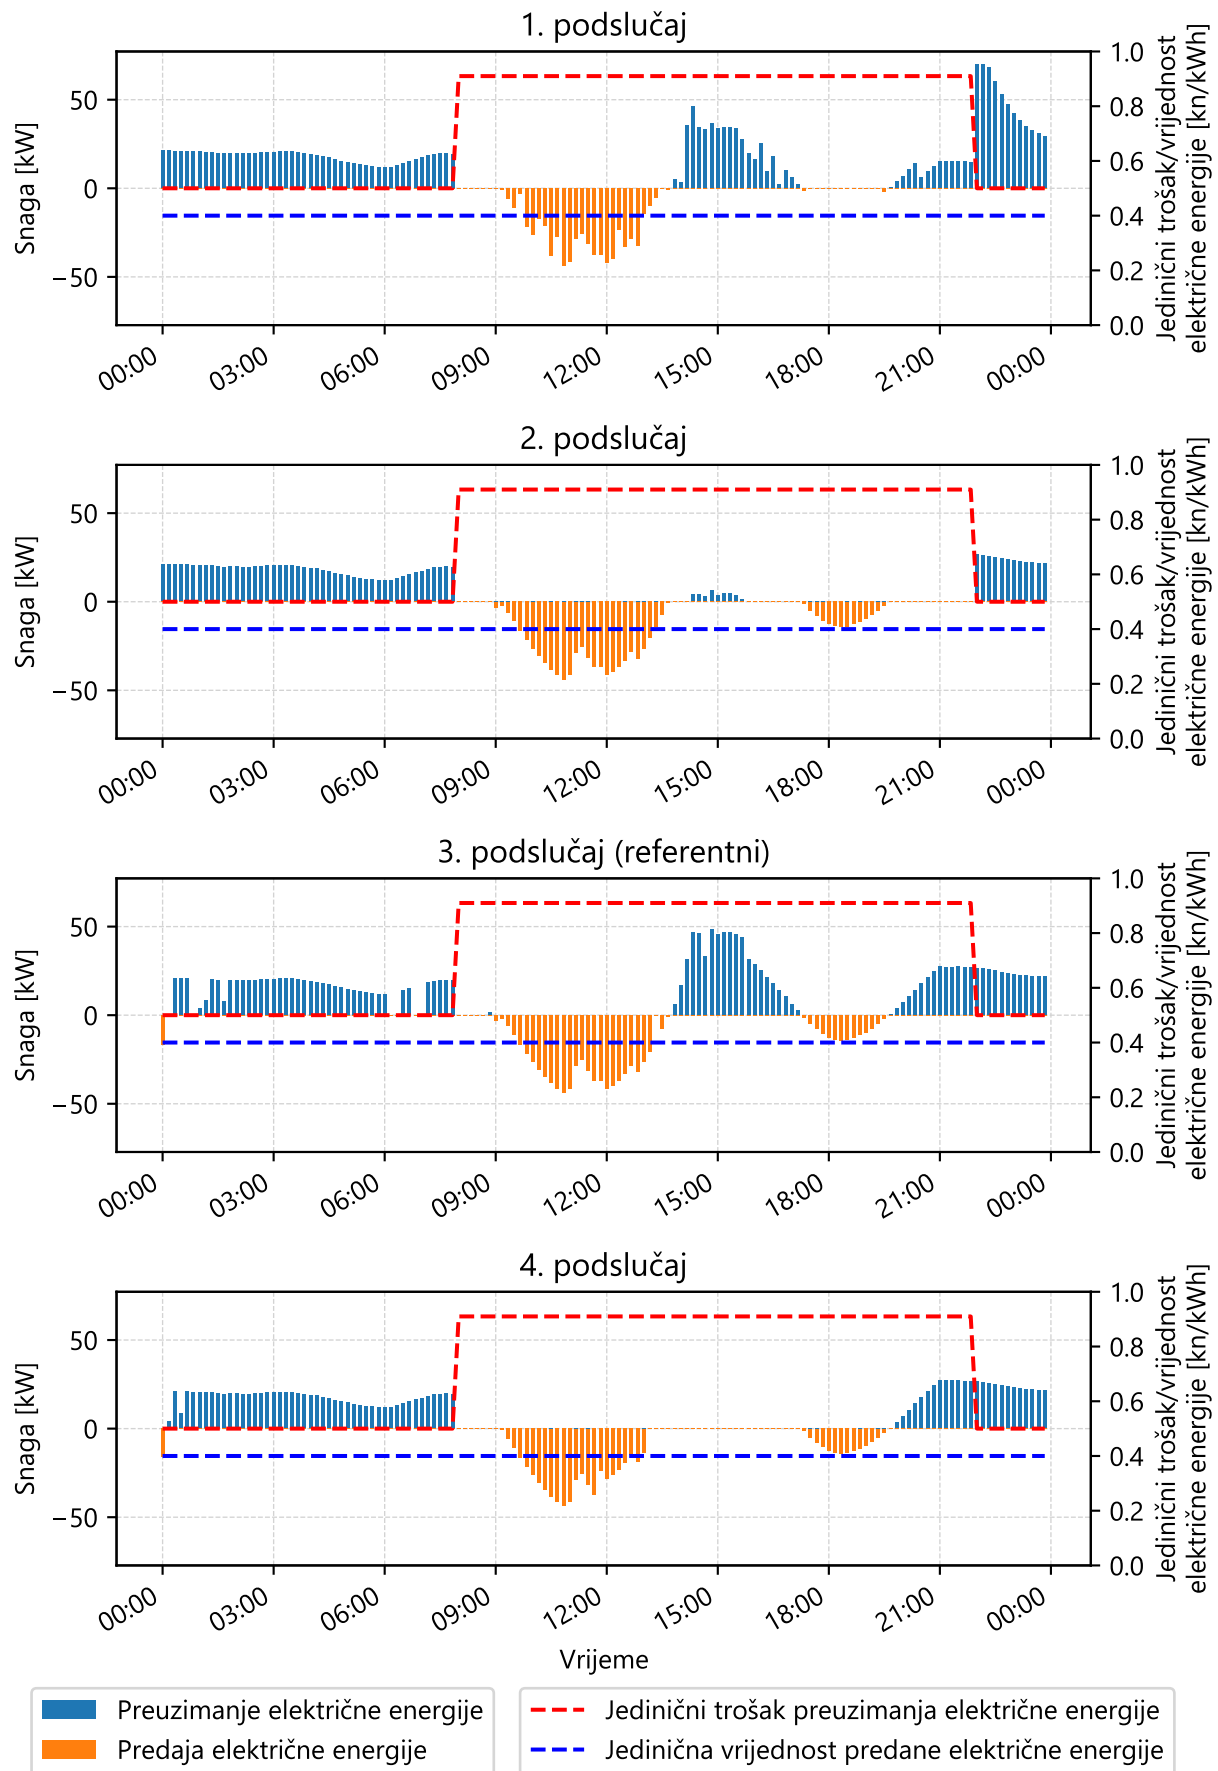 1. podslučaj
Snaga [kW]
50
0
−50
1.0
0.8
0.6
0.4
0.2
0.0
Jedinični trošak/vrijednost
električne energije [kn/kWh]
00:00 03:00 06:00 09:00 12:00 15:00 18:00 21:00 00:00
2. podslučaj
Snaga [kW]
50
0
−50
1.0
0.8
0.6
0.4
0.2
0.0
Jedinični trošak/vrijednost
električne energije [kn/kWh]
00:00 03:00 06:00 09:00 12:00 15:00 18:00 21:00 00:00
3. podslučaj (referentni)
Snaga [kW]
50
0
−50
1.0
0.8
0.6
0.4
0.2
0.0
Jedinični trošak/vrijednost
električne energije [kn/kWh]
00:00 03:00 06:00 09:00 12:00 15:00 18:00 21:00 00:00
4. podslučaj
Snaga [kW]
50
0
−50
1.0
0.8
0.6
0.4
0.2
0.0
Jedinični trošak/vrijednost
električne energije [kn/kWh]
00:00 03:00 06:00 09:00 12:00 15:00 18:00 21:00 00:00
Vrijeme
Preuzimanje električne energije
Predaja električne energije
Jedinični trošak preuzimanja električne energije
Jedinična vrijednost predane električne energije